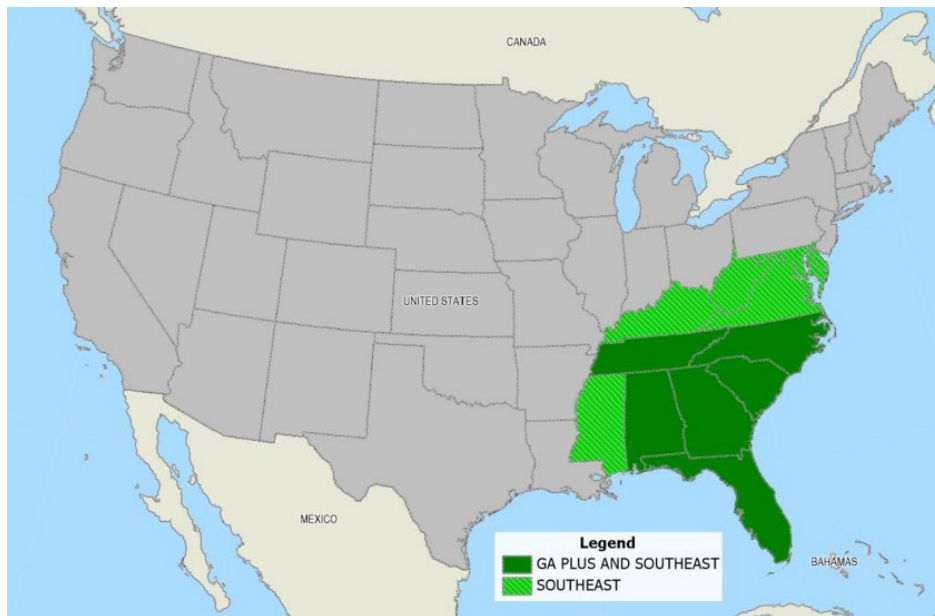 CANADA
UNITED STATES
MEXICO
BAHAMAS
Legend
GA PLUS AND SOUTHEAST
SOUTHEAST